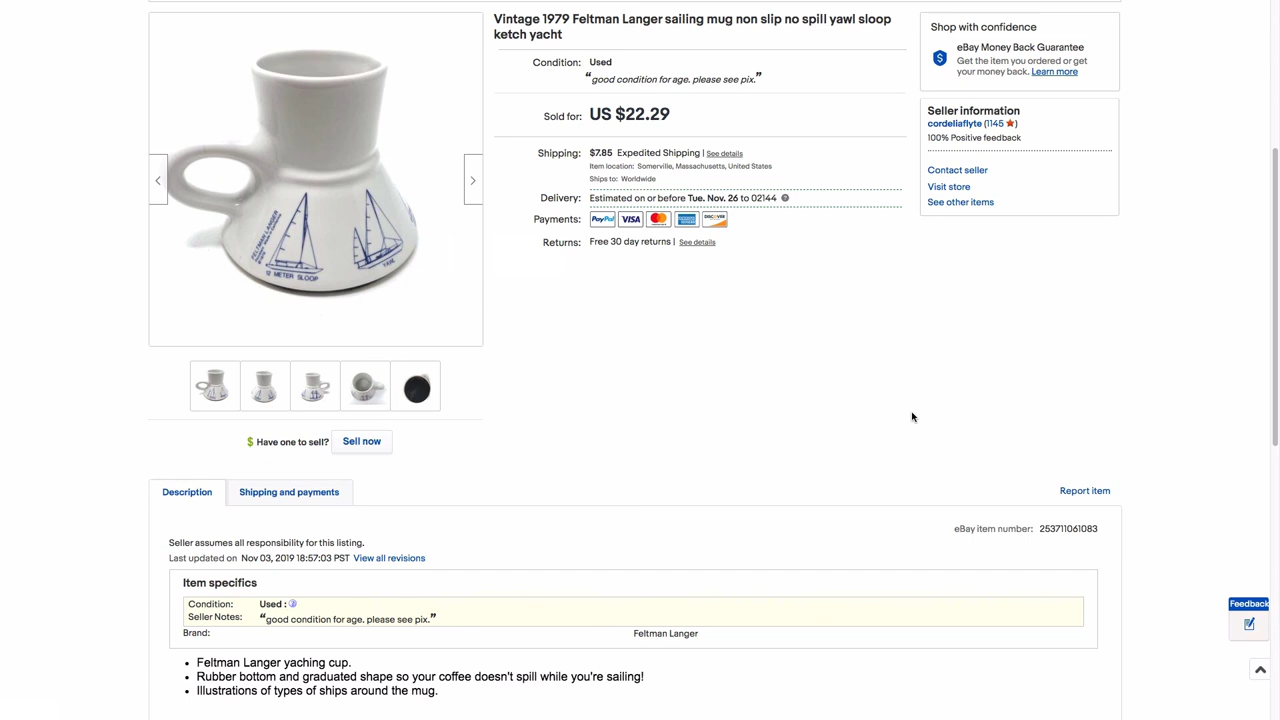 Vintage 1979 Feltman Langer sailing mug non slip no spill yawl sloop
ketch yacht
Condition: Used
“good condition for age. please see pix.”
Sold for: US $22.29
Shipping: $7.85 Expedited Shipping | See details
Item location: Somerville, Massachusetts, United States
Ships to: Worldwide
Delivery: Estimated on or before Tue. Nov. 26 to 02144
Payments: PayPal VISA MasterCard DISCOVER
Returns: Free 30 day returns | See details
Shop with confidence
eBay Money Back Guarantee
Get the item you ordered or get
your money back. Learn more
Seller information
cordeliaflyte (1145 ★)
100% Positive feedback
Contact seller
Visit store
See other items
FELTMAN LANGER
12 METER SLOOP
YAWL
$ Have one to sell? Sell now
Description
Shipping and payments
Report item
eBay item number: 253711061083
Seller assumes all responsibility for this listing.
Last updated on Nov 03, 2019 18:57:03 PST View all revisions
Item specifics
Condition: Used :
Seller Notes: “good condition for age. please see pix.”
Brand: Feltman Langer
• Feltman Langer yaching cup.
• Rubber bottom and graduated shape so your coffee doesn't spill while you're sailing!
• Illustrations of types of ships around the mug.
Feedback